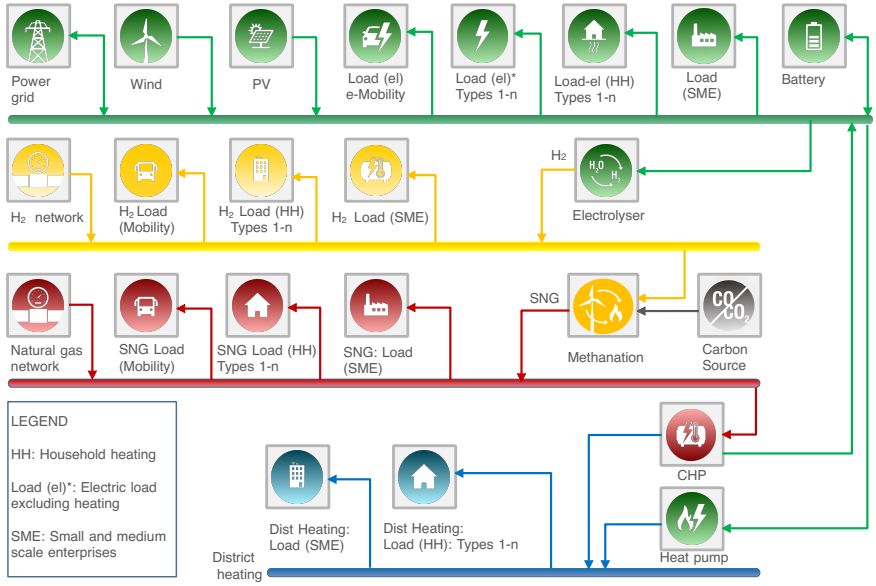 Power
grid
Wind
PV
Load (el)
e-Mobility
Load (el)*
Types 1-n
Load-el (HH)
Types 1-n
Load
(SME)
Battery
H₂ network
H₂ Load
(Mobility)
H₂ Load (HH)
Types 1-n
H₂ Load (SME)
H₂
H₂O
H₂
Electrolyser
Natural gas
network
SNG Load
(Mobility)
SNG Load (HH)
Types 1-n
SNG: Load
(SME)
SNG
Methanation
CO/CO₂
Carbon
Source
LEGEND
HH: Household heating
Load (el)*: Electric load
excluding heating
SME: Small and medium
scale enterprises
Dist Heating:
Load (SME)
Dist Heating:
Load (HH): Types 1-n
CHP
Heat pump
District
heating